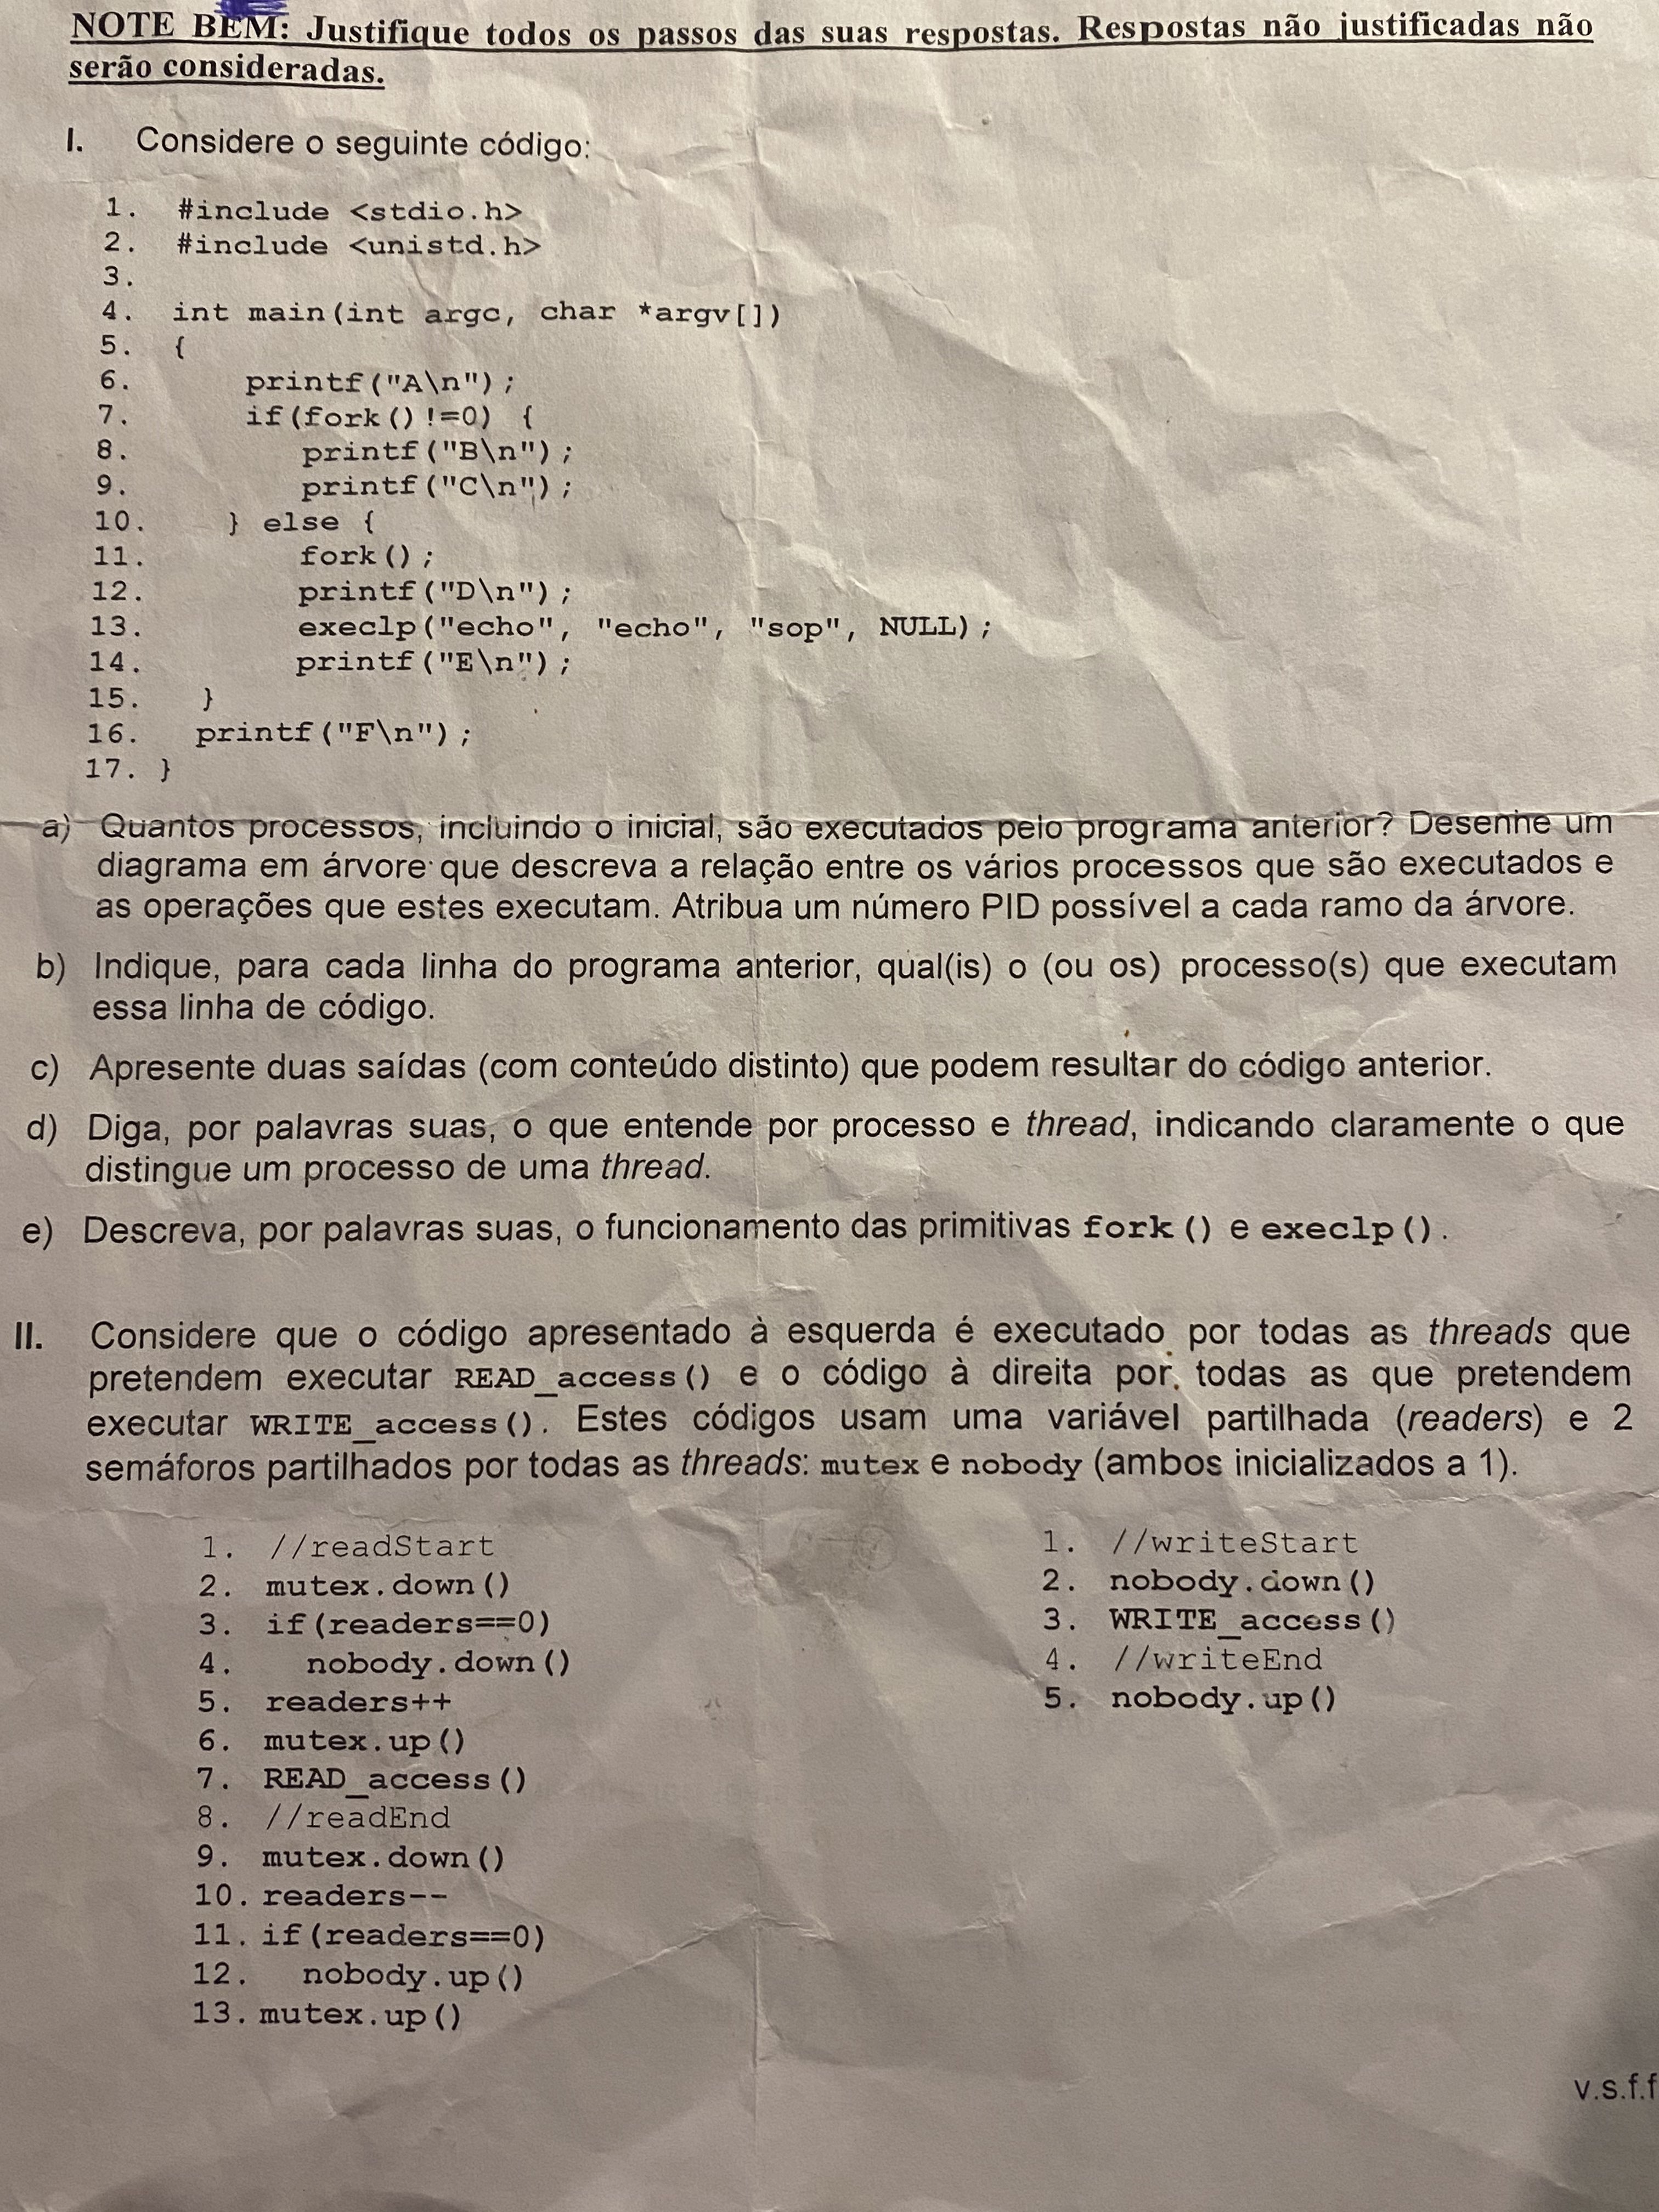 NOTE BEM: Justifique todos os passos das suas respostas. Respostas não justificadas não
serão consideradas.
I. Considere o seguinte código:
1. #include <stdio.h>
2. #include <unistd.h>
3.
4. int main(int argc, char *argv[])
5. {
6. printf("A\n");
7. if(fork()!=0) {
8. printf("B\n");
9. printf("C\n");
10. } else {
11. fork();
12. printf("D\n");
13. execlp("echo", "echo", "sop", NULL);
14. printf("E\n");
15. }
16. printf("F\n");
17. }
a) Quantos processos, incluindo o inicial, são executados pelo programa anterior? Desenhe um
diagrama em árvore que descreva a relação entre os vários processos que são executados e
as operações que estes executam. Atribua um número PID possível a cada ramo da árvore.
b) Indique, para cada linha do programa anterior, qual(is) o (ou os) processo(s) que executam
essa linha de código.
c) Apresente duas saídas (com conteúdo distinto) que podem resultar do código anterior.
d) Diga, por palavras suas, o que entende por processo e thread, indicando claramente o que
distingue um processo de uma thread.
e) Descreva, por palavras suas, o funcionamento das primitivas fork() e execlp().
II. Considere que o código apresentado à esquerda é executado por todas as threads que
pretendem executar READ_access() e o código à direita por todas as que pretendem
executar WRITE_access(). Estes códigos usam uma variável partilhada (readers) e 2
semáforos partilhados por todas as threads: mutex e nobody (ambos inicializados a 1).
1. //readStart
2. mutex.down()
3. if(readers==0)
4. nobody.down()
5. readers++
6. mutex.up()
7. READ_access()
8. //readEnd
9. mutex.down()
10. readers--
11. if(readers==0)
12. nobody.up()
13. mutex.up()
1. //writeStart
2. nobody.down()
3. WRITE_access()
4. //writeEnd
5. nobody.up()
v.s.f.f